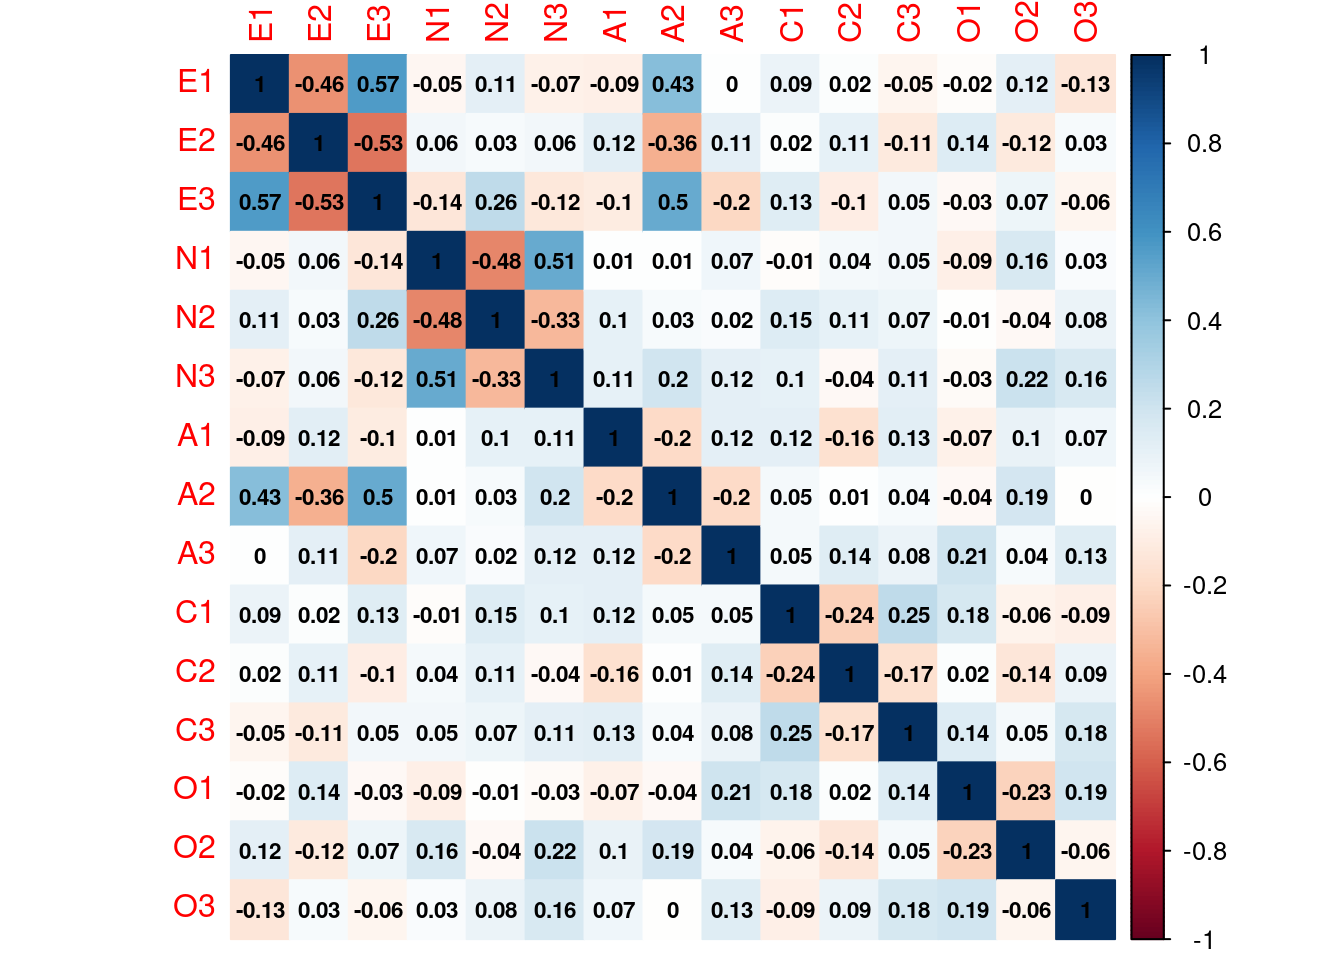 E1 E2 E3 N1 N2 N3 A1 A2 A3 C1 C2 C3 O1 O2 O3
E1 1 -0.46 0.57 -0.05 0.11 -0.07 -0.09 0.43 0 0.09 0.02 -0.05 -0.02 0.12 -0.13
E2 -0.46 1 -0.53 0.06 0.03 0.06 0.12 -0.36 0.11 0.02 0.11 -0.11 0.14 -0.12 0.03
E3 0.57 -0.53 1 -0.14 0.26 -0.12 -0.1 0.5 -0.2 0.13 -0.1 0.05 -0.03 0.07 -0.06
N1 -0.05 0.06 -0.14 1 -0.48 0.51 0.01 0.01 0.07 -0.01 0.04 0.05 -0.09 0.16 0.03
N2 0.11 0.03 0.26 -0.48 1 -0.33 0.1 0.03 0.02 0.15 0.11 0.07 -0.01 -0.04 0.08
N3 -0.07 0.06 -0.12 0.51 -0.33 1 0.11 0.2 0.12 0.1 -0.04 0.11 -0.03 0.22 0.16
A1 -0.09 0.12 -0.1 0.01 0.1 0.11 1 -0.2 0.12 0.12 -0.16 0.13 -0.07 0.1 0.07
A2 0.43 -0.36 0.5 0.01 0.03 0.2 -0.2 1 -0.2 0.05 0.01 0.04 -0.04 0.19 0
A3 0 0.11 -0.2 0.07 0.02 0.12 0.12 -0.2 1 0.05 0.14 0.08 0.21 0.04 0.13
C1 0.09 0.02 0.13 -0.01 0.15 0.1 0.12 0.05 0.05 1 -0.24 0.25 0.18 -0.06 -0.09
C2 0.02 0.11 -0.1 0.04 0.11 -0.04 -0.16 0.01 0.14 -0.24 1 -0.17 0.02 -0.14 0.09
C3 -0.05 -0.11 0.05 0.05 0.07 0.11 0.13 0.04 0.08 0.25 -0.17 1 0.14 0.05 0.18
O1 -0.02 0.14 -0.03 -0.09 -0.01 -0.03 -0.07 -0.04 0.21 0.18 0.02 0.14 1 -0.23 0.19
O2 0.12 -0.12 0.07 0.16 -0.04 0.22 0.1 0.19 0.04 -0.06 -0.14 0.05 -0.23 1 -0.06
O3 -0.13 0.03 -0.06 0.03 0.08 0.16 0.07 0 0.13 -0.09 0.09 0.18 0.19 -0.06 1
1
0.8
0.6
0.4
0.2
0
-0.2
-0.4
-0.6
-0.8
-1